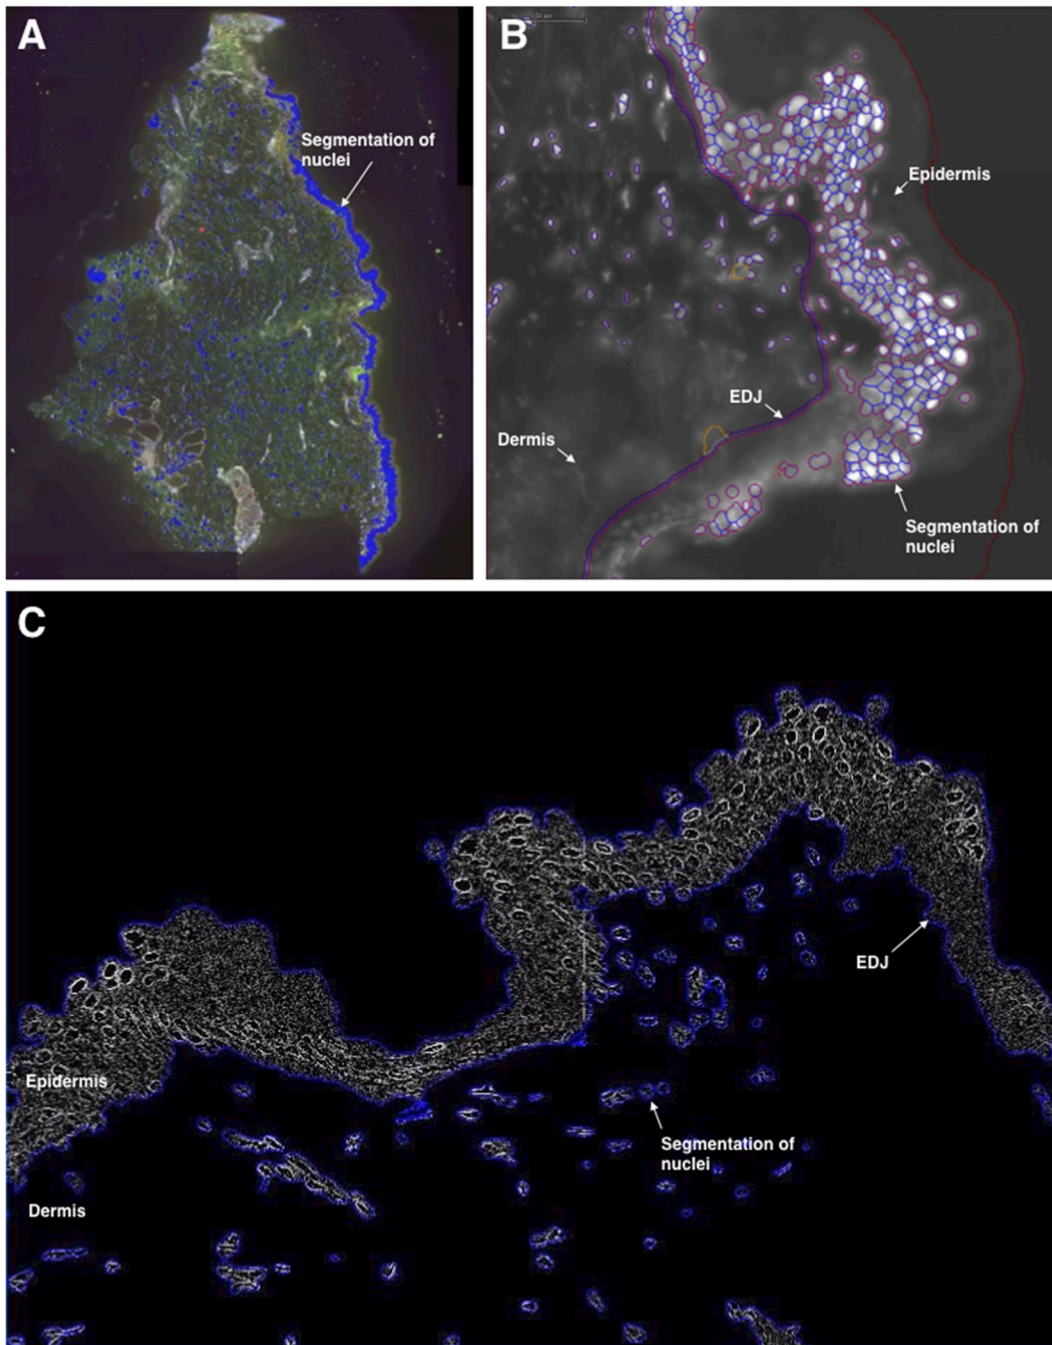 A
Segmentation of
nuclei
B
Epidermis
EDJ
Dermis
Segmentation of
nuclei
C
EDJ
Epidermis
Segmentation of
nuclei
Dermis